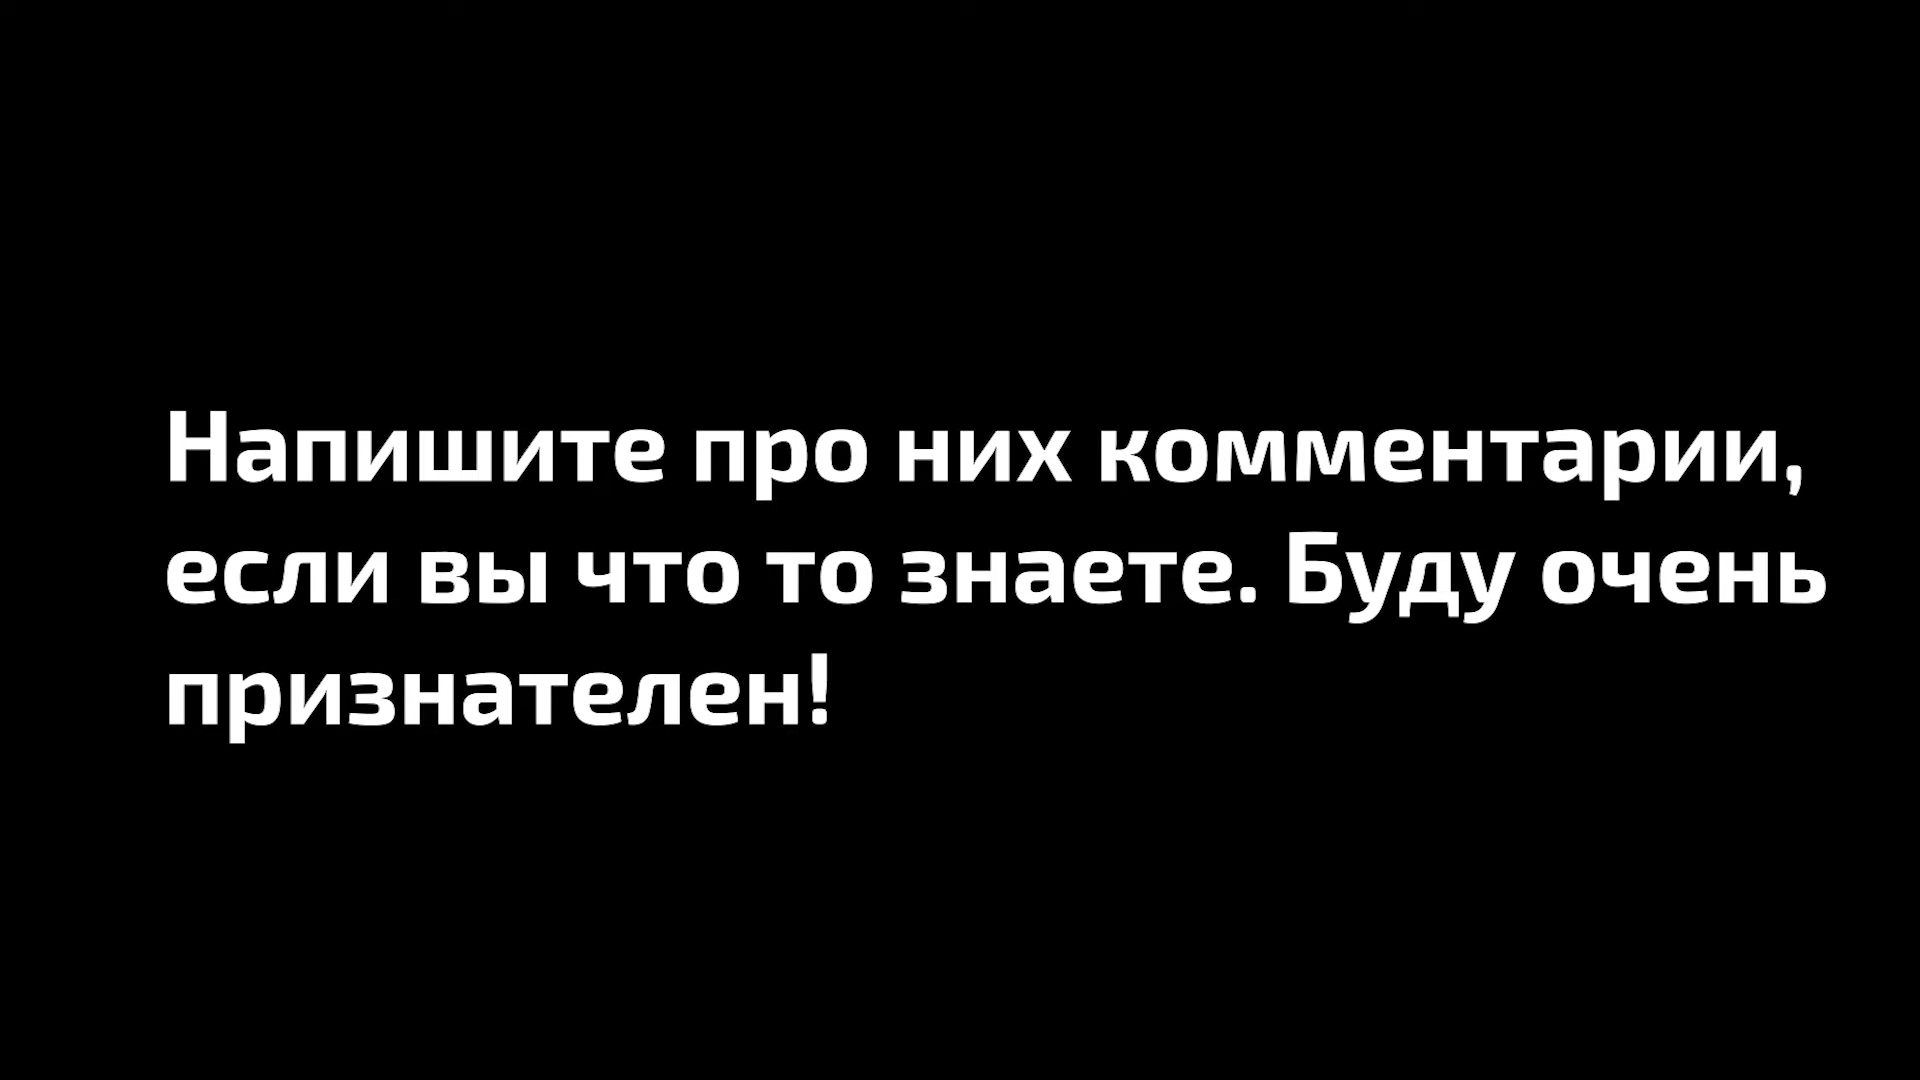 Напишите про них комментарии,
если вы что то знаете. Буду очень
признателен!